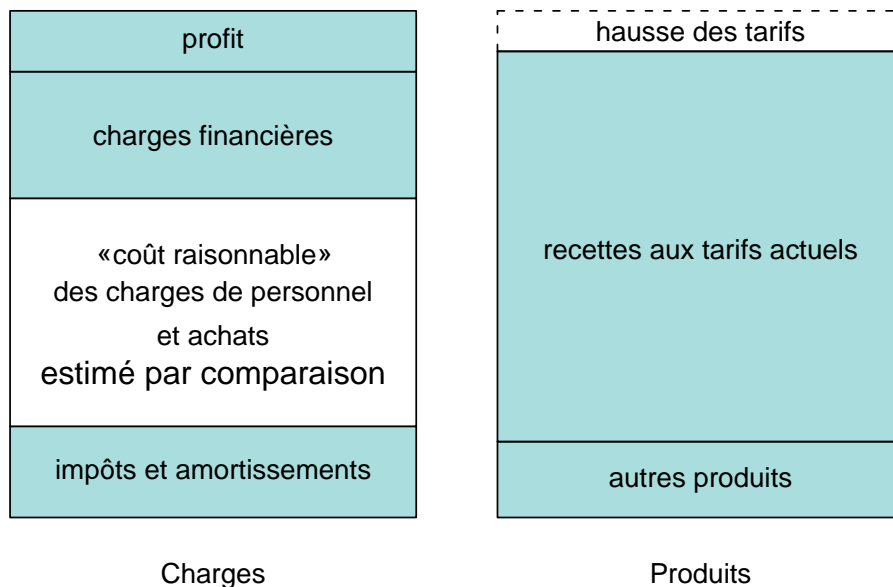 profit
charges financières
«coût raisonnable»
des charges de personnel
et achats
estimé par comparaison
impôts et amortissements
Charges
hausse des tarifs
recettes aux tarifs actuels
autres produits
Produits